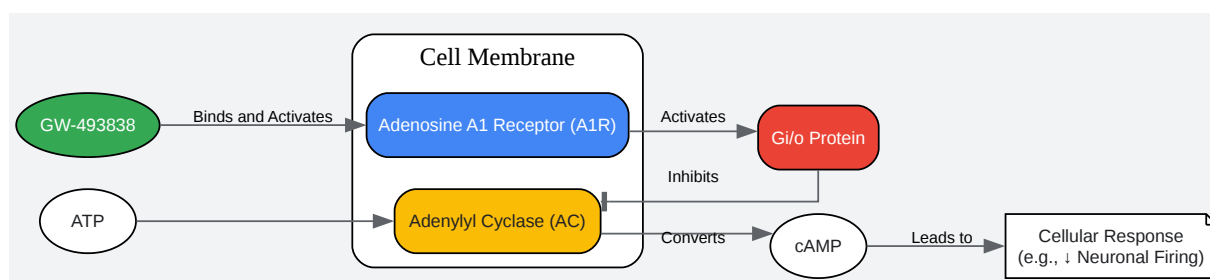 Cell Membrane
GW-493838
Binds and Activates
Adenosine A1 Receptor (A1R)
Activates
Gi/o Protein
Inhibits
ATP
Adenylyl Cyclase (AC)
Converts
cAMP
Leads to
Cellular Response
(e.g., ↓ Neuronal Firing)